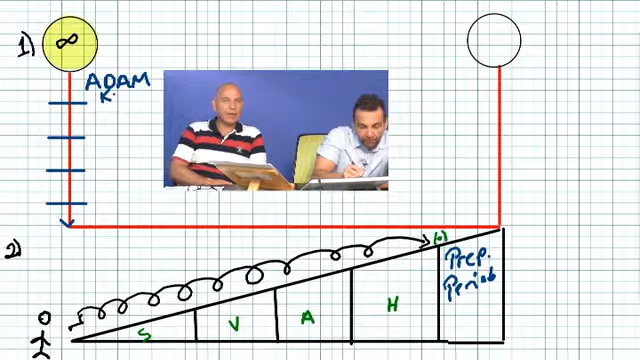 1)
∞
ADAM
K.
2)
(•)
Prep.
Period
S V A H